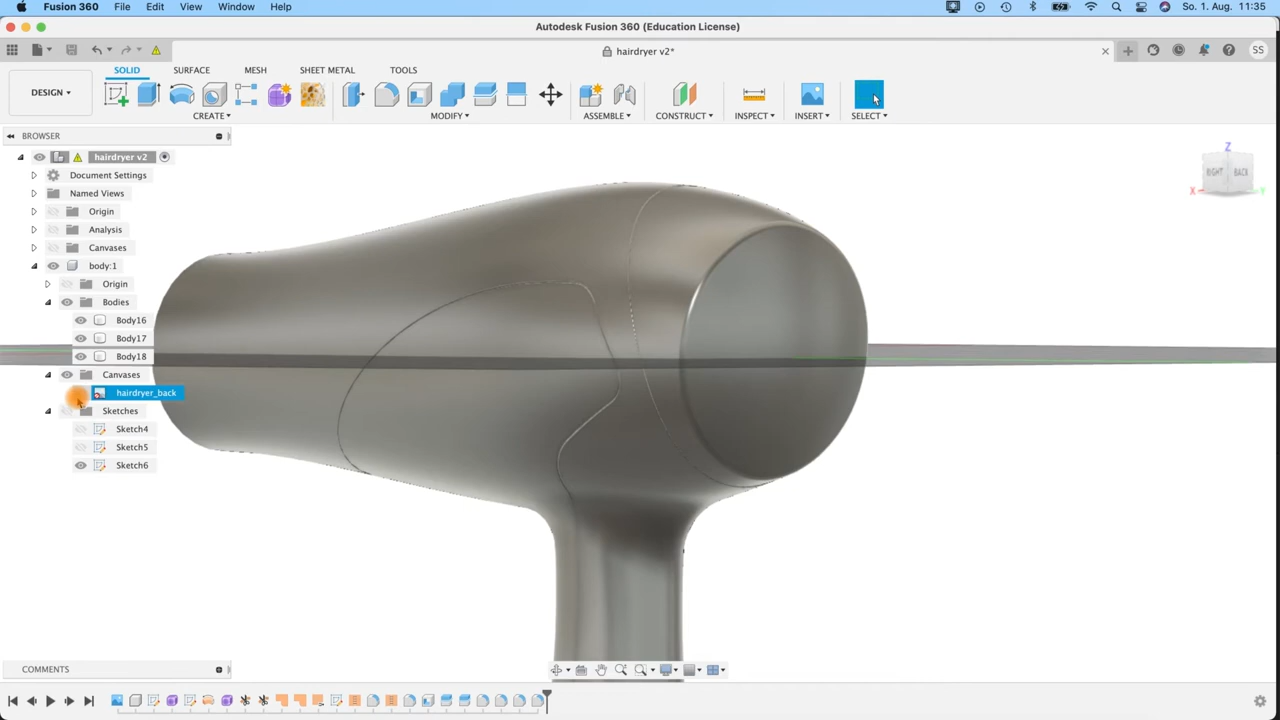 Fusion 360 File Edit View Window Help So. 1. Aug. 11:35
Autodesk Fusion 360 (Education License)
hairdryer v2* SS
SOLID SURFACE MESH SHEET METAL TOOLS
DESIGN
CREATE MODIFY ASSEMBLE CONSTRUCT INSPECT INSERT SELECT
BROWSER
hairdryer v2
Document Settings
Named Views
Origin
Analysis
Canvases
body:1
Origin
Bodies
Body16
Body17
Body18
Canvases
hairdryer_back
Sketches
Sketch4
Sketch5
Sketch6
Z
RIGHT BACK
X Y
COMMENTS